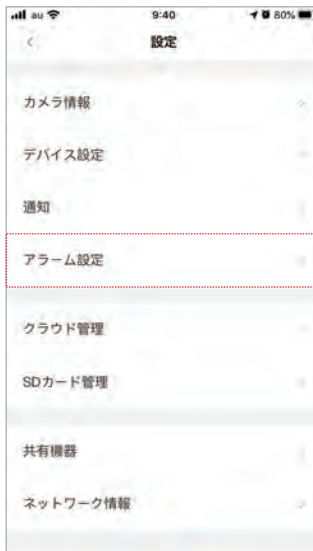 au 9:40 80%
設定
カメラ情報
デバイス設定
通知
アラーム設定
クラウド管理
SDカード管理
共有機器
ネットワーク情報